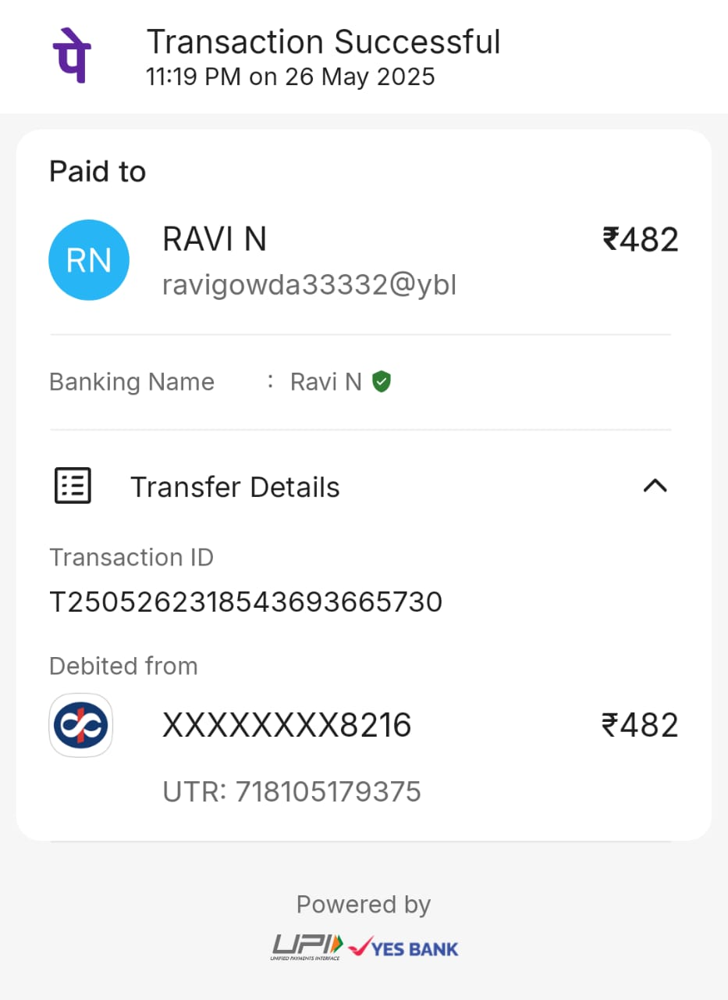 पे
Transaction Successful
11:19 PM on 26 May 2025
Paid to
RN
RAVI N
₹482
ravigowda33332@ybl
Banking Name : Ravi N
Transfer Details
Transaction ID
T2505262318543693665730
Debited from
XXXXXXXX8216
₹482
UTR: 718105179375
Powered by
UPI
UNIFIED PAYMENTS INTERFACE
YES BANK